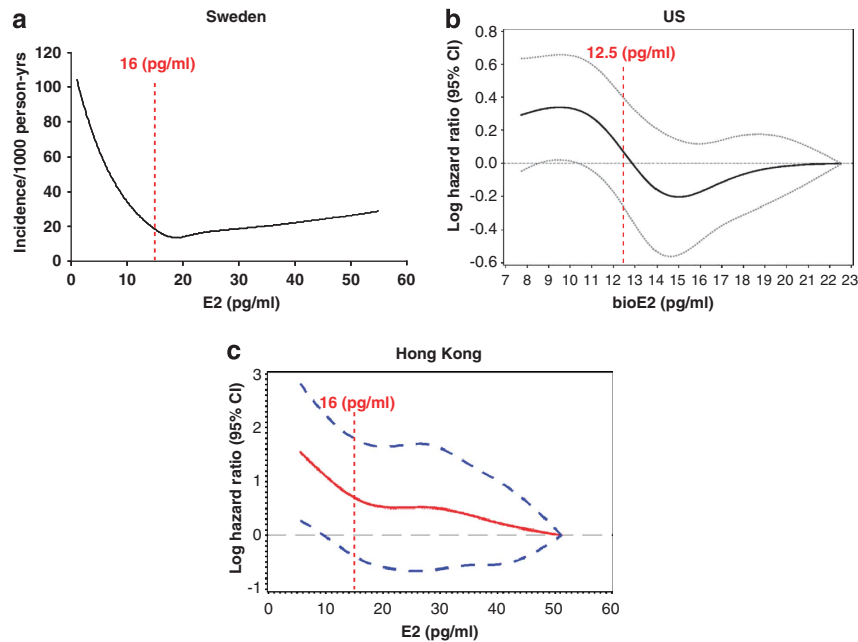 a
Sweden
Incidence/1000 person-yrs
120
100
80
60
40
20
0
16 (pg/ml)
0 10 20 30 40 50 60
E2 (pg/ml)
b
US
Log hazard ratio (95% CI)
0.8
0.6
0.4
0.2
0.0
-0.2
-0.4
-0.6
12.5 (pg/ml)
7 8 9 10 11 12 13 14 15 16 17 18 19 20 21 22 23
bioE2 (pg/ml)
c
Hong Kong
Log hazard ratio (95% CI)
3
2
1
0
-1
16 (pg/ml)
0 10 20 30 40 50 60
E2 (pg/ml)